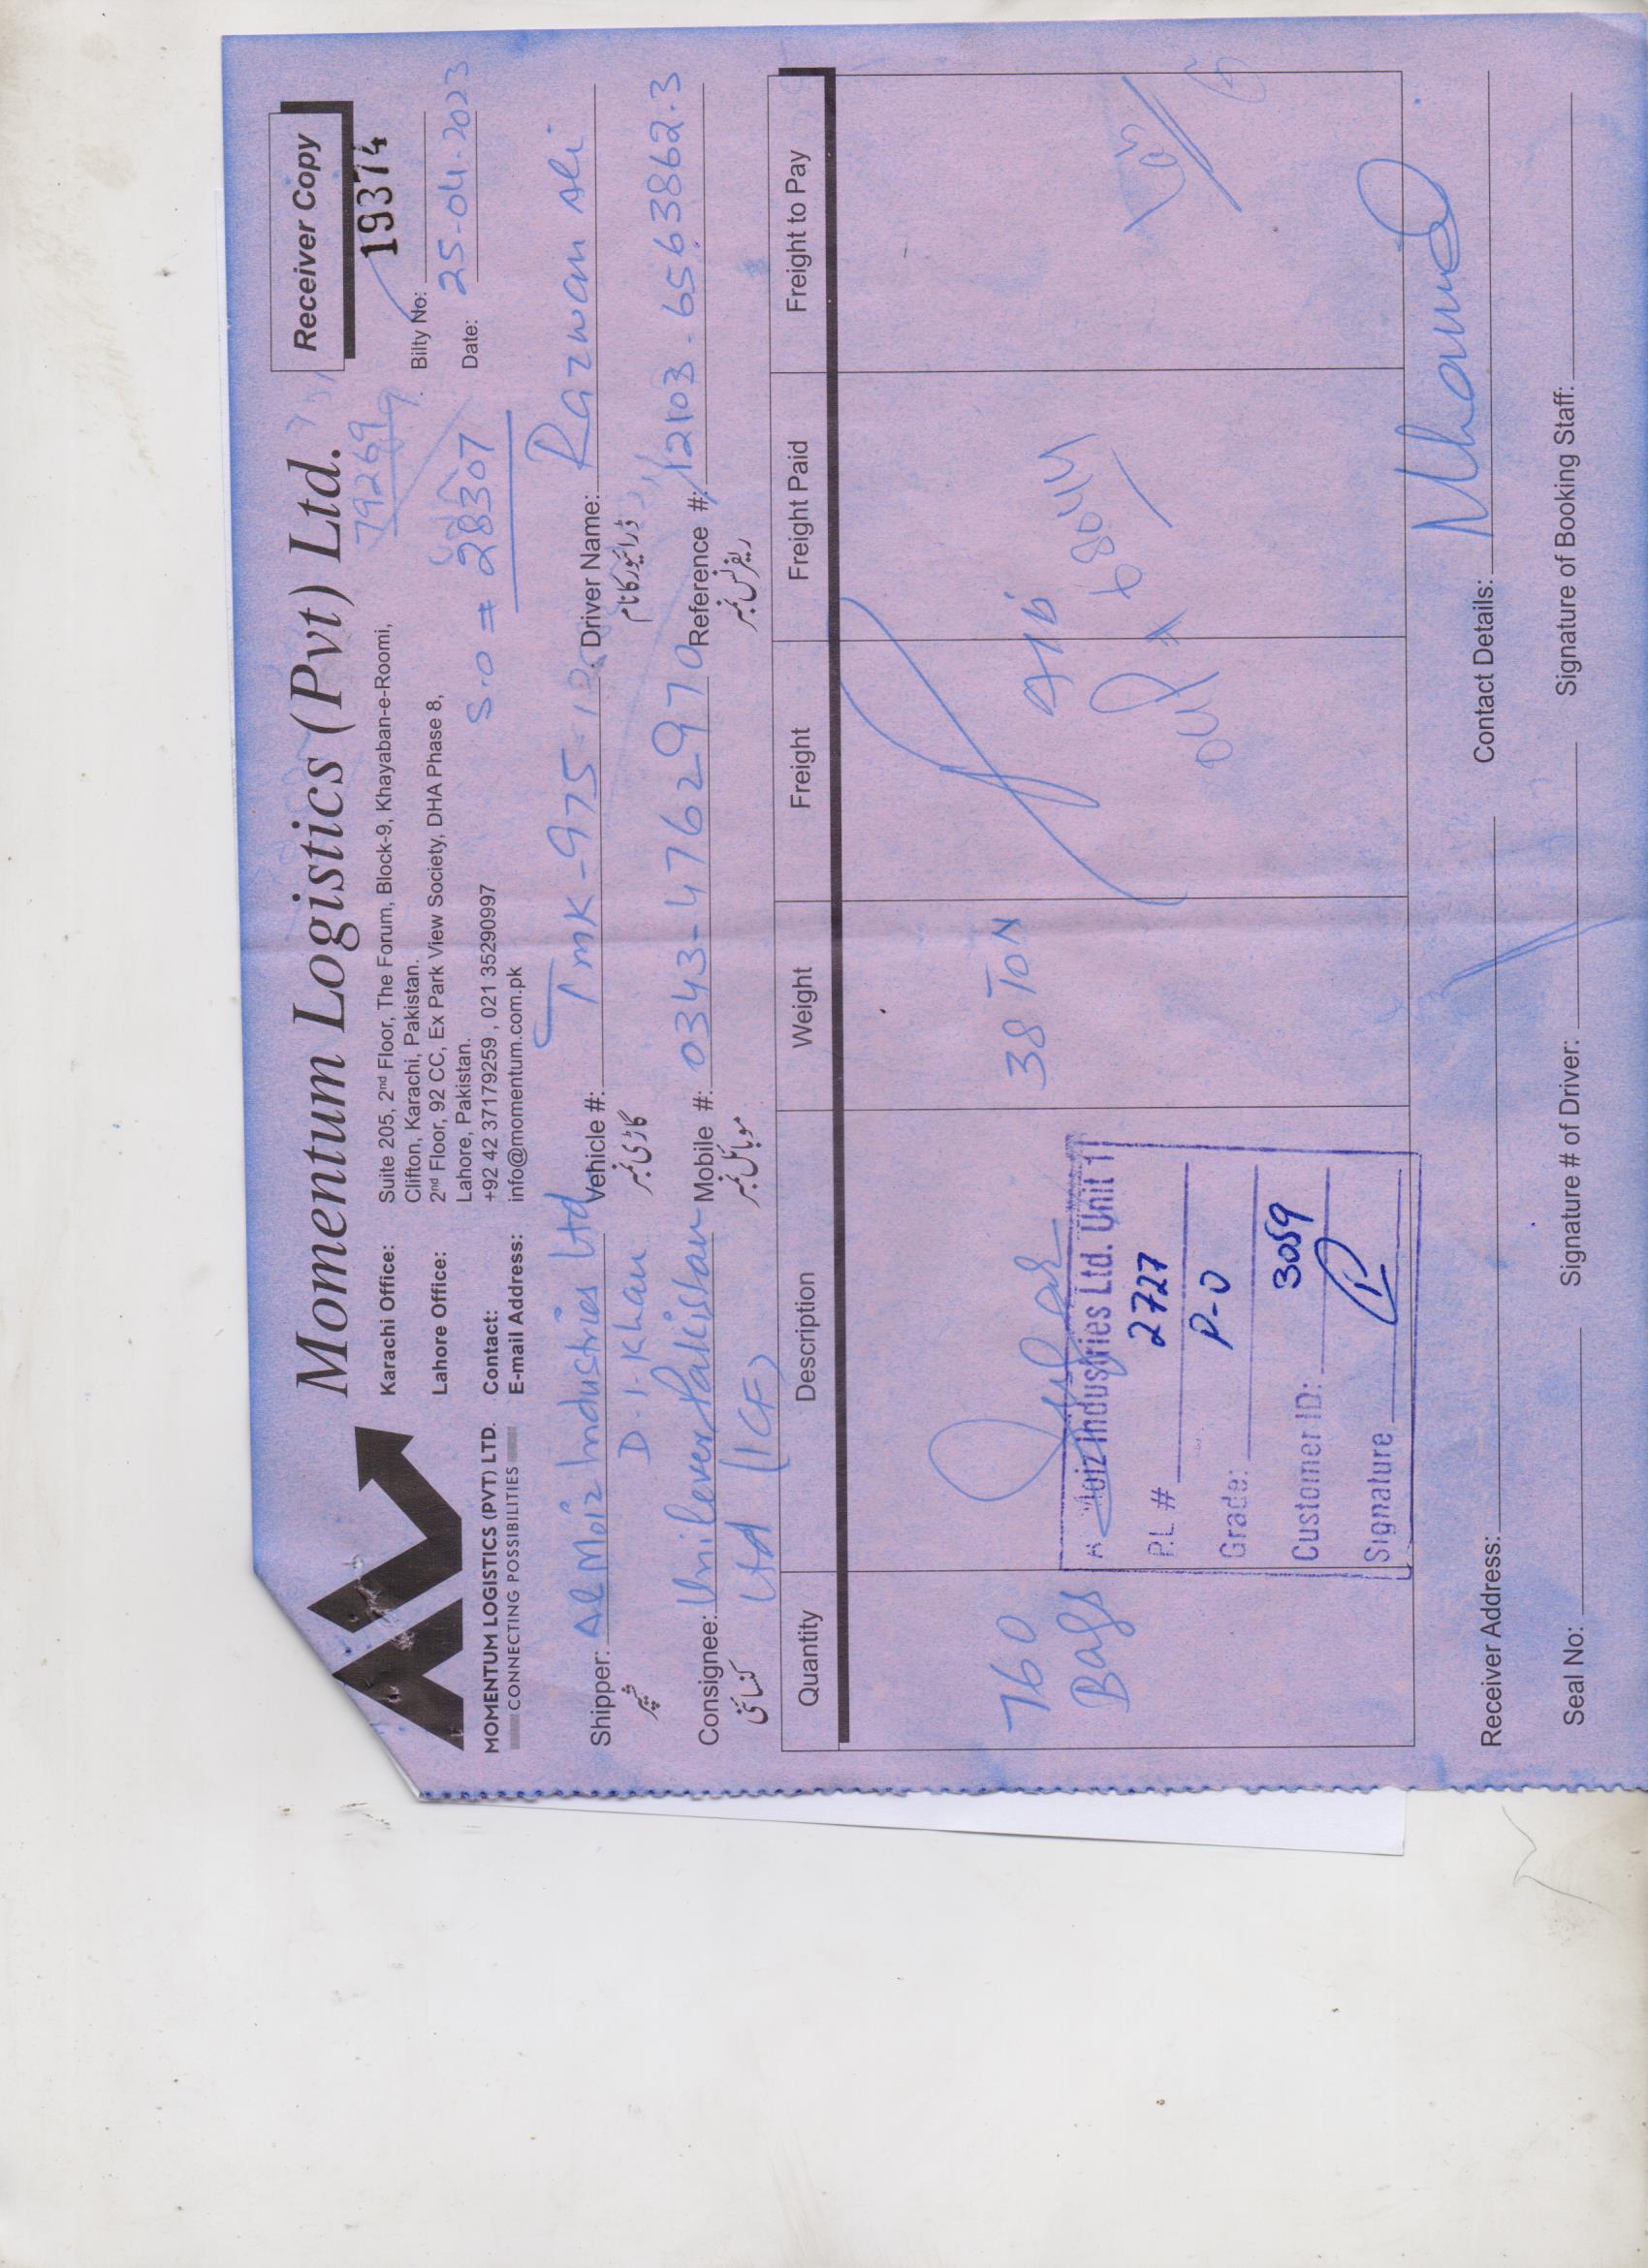 Momentum Logistics (Pvt) Ltd.
Receiver Copy
19374
79269
Karachi Office: Suite 205, 2nd Floor, The Forum, Block-9, Khayaban-e-Roomi,
Clifton, Karachi, Pakistan.
Lahore Office: 2nd Floor, 92 CC, Ex Park View Society, DHA Phase 8,
Lahore, Pakistan.
Contact: +92 42 37179259 , 021 35290997
E-mail Address: info@momentum.com.pk
MOMENTUM LOGISTICS (PVT) LTD.
CONNECTING POSSIBILITIES
Bilty No:
Date: 25-04-2023
S.O = 28307
Shipper: Al Moiz Industries Ltd Vehicle #: TMK-975 Driver Name: Razwan Ali
شپر D.I.Khan گاڑی نمبر ڈرائیور کا نام
Consignee: Unilever Pakistan Mobile #: 0343-4762970 Reference #: 12103-6563862.3
کنسائنی Ltd (ICF) موبائل نمبر ریفرنس نمبر
Quantity Description Weight Freight Freight Paid Freight to Pay
760 Bags
Sugar
38 TON
Al-Moiz Industries Ltd. Unit 1
P.L # 2727
Grade: P-O
Customer ID: 3059
Signature
Receiver Address: Contact Details:
Seal No: Signature # of Driver: Signature of Booking Staff: